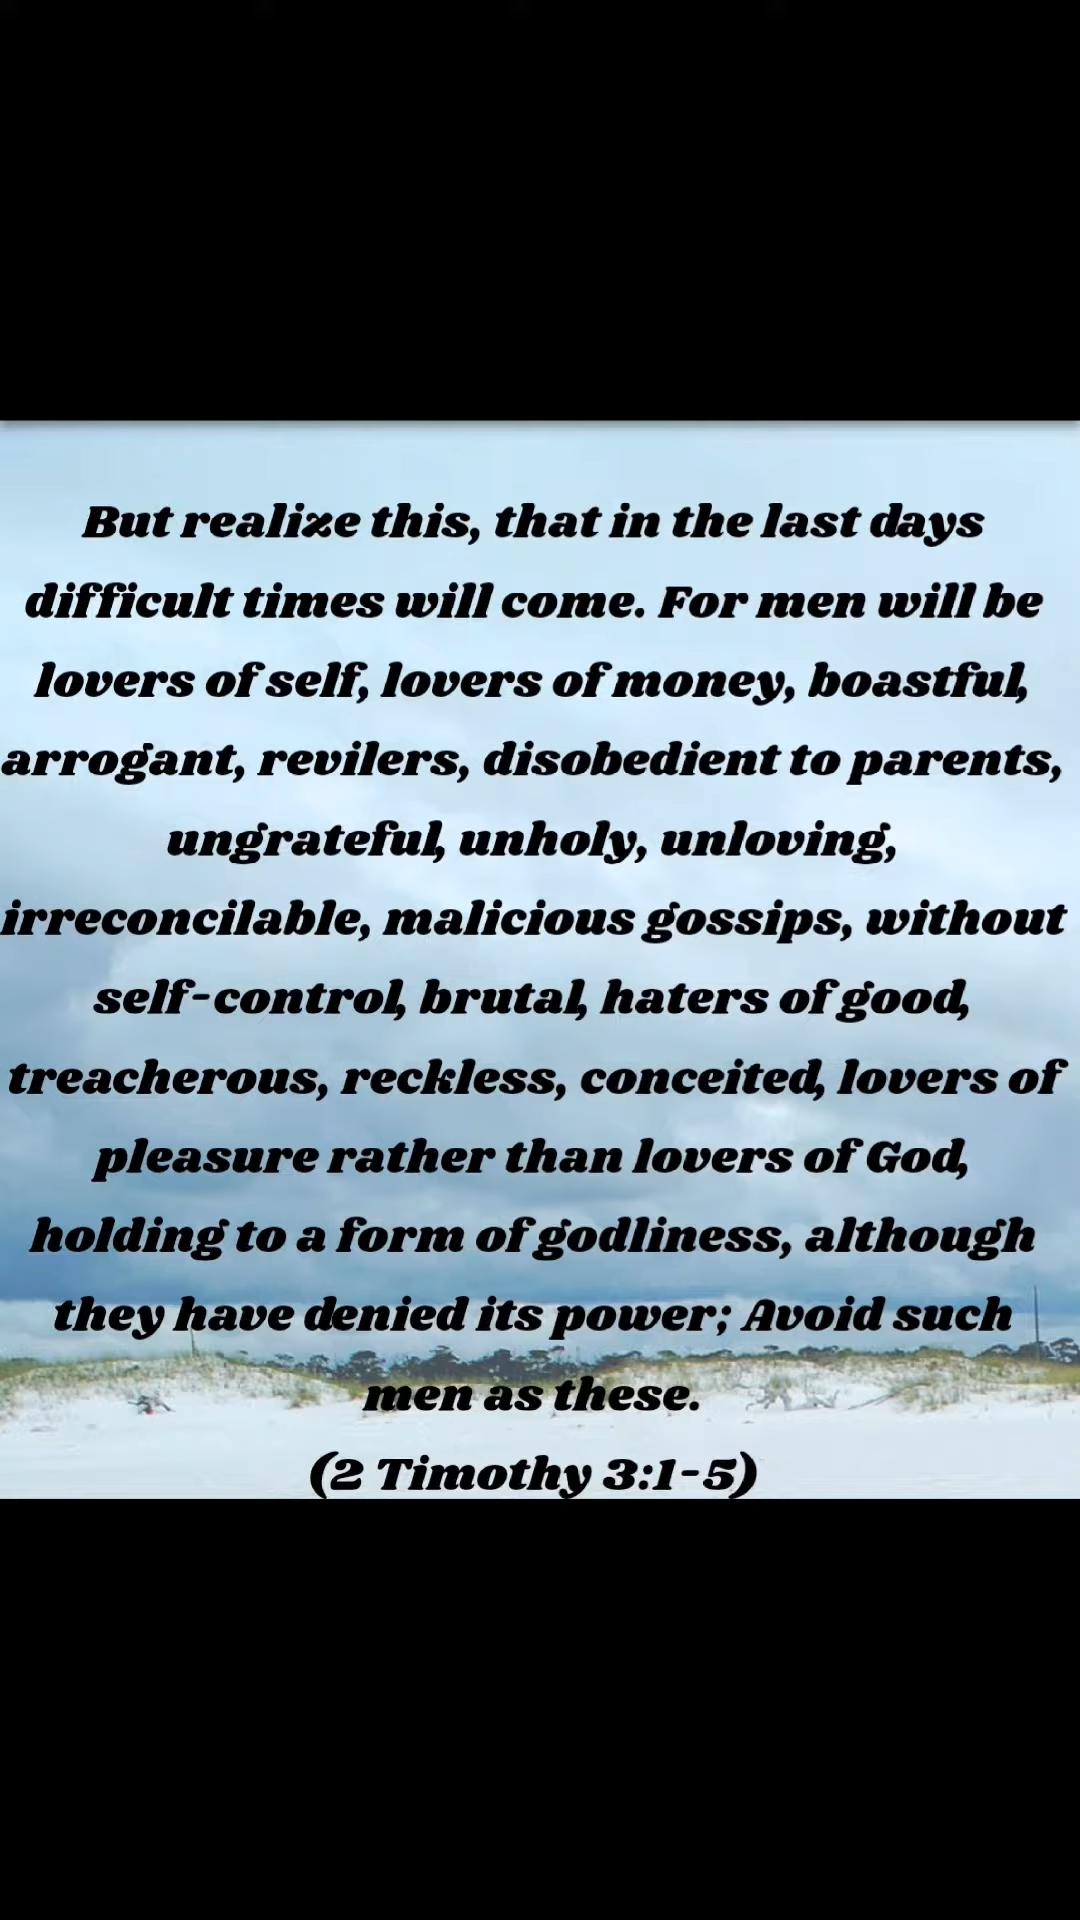 But realize this, that in the last days
difficult times will come. For men will be
lovers of self, lovers of money, boastful,
arrogant, revilers, disobedient to parents,
ungrateful, unholy, unloving,
irreconcilable, malicious gossips, without
self-control, brutal, haters of good,
treacherous, reckless, conceited, lovers of
pleasure rather than lovers of God,
holding to a form of godliness, although
they have denied its power; Avoid such
men as these.
(2 Timothy 3:1-5)